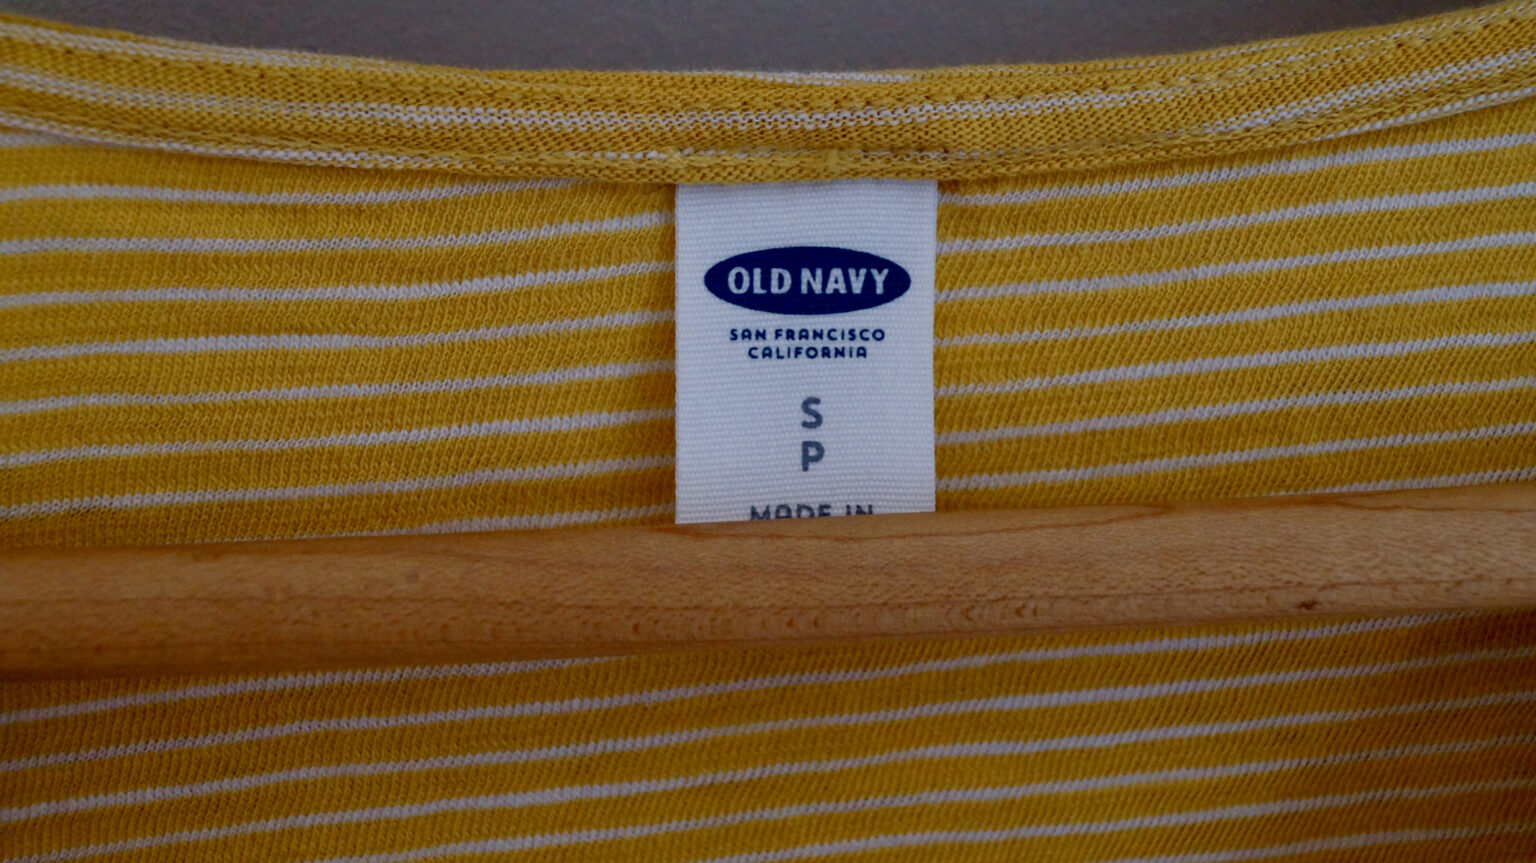 OLD NAVY
SAN FRANCISCO
CALIFORNIA
S
P
MADE IN